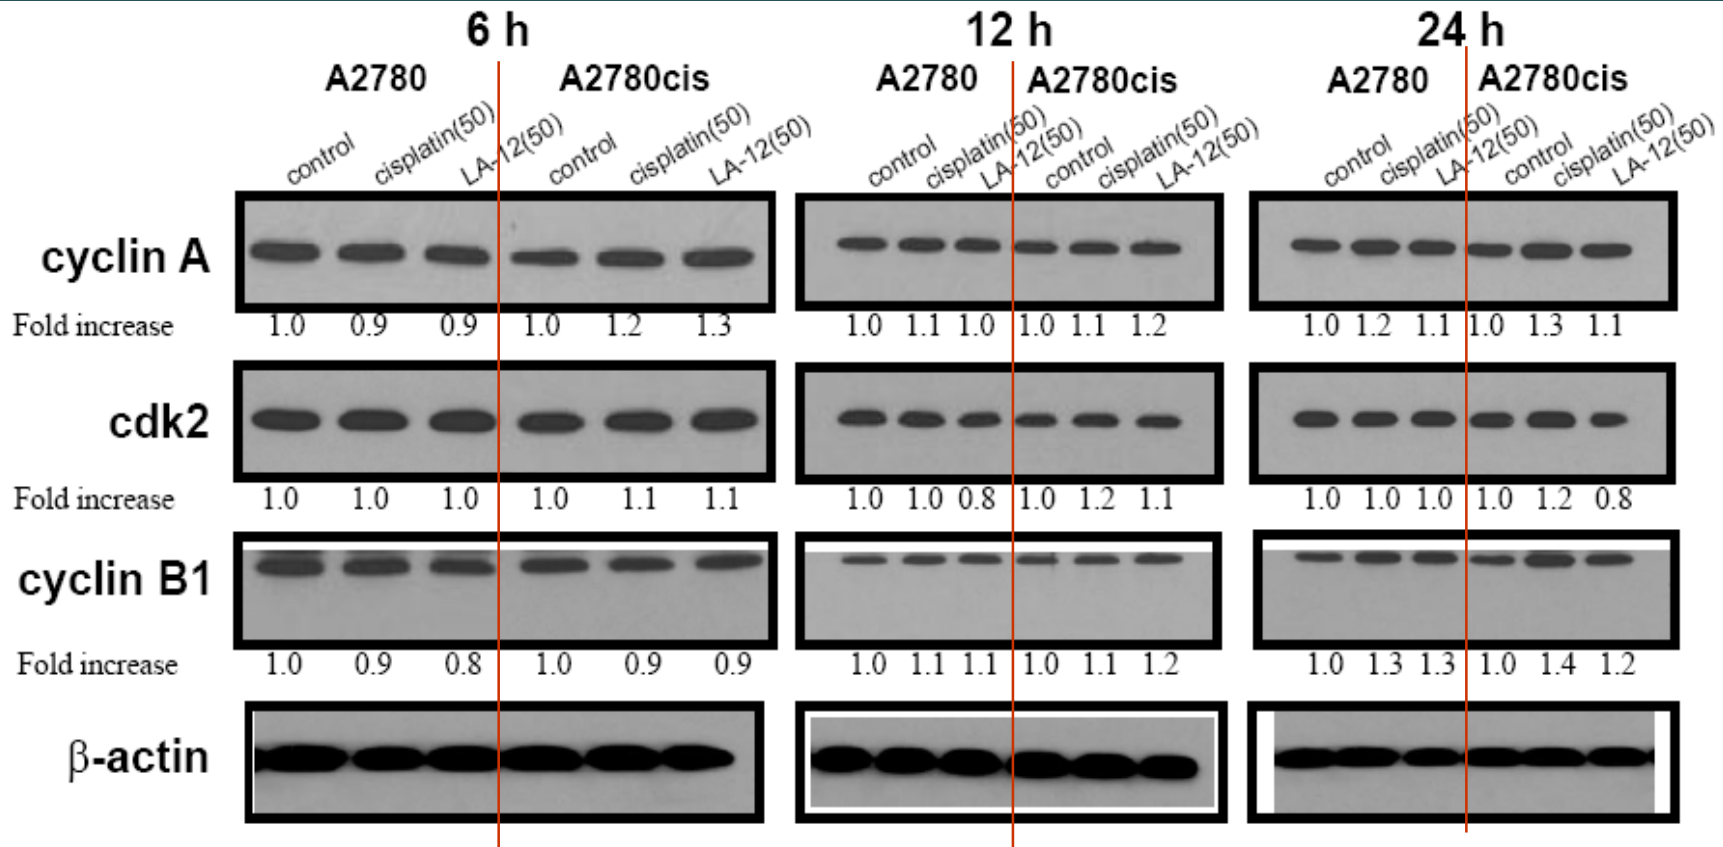 6 h 12 h 24 h
A2780 A2780cis A2780 A2780cis A2780 A2780cis
control cisplatin(50) LA-12(50) control cisplatin(50) LA-12(50) control cisplatin(50) LA-12(50) control cisplatin(50) LA-12(50) control cisplatin(50) LA-12(50) control cisplatin(50) LA-12(50)
cyclin A
Fold increase 1.0 0.9 0.9 1.0 1.2 1.3 1.0 1.1 1.0 1.0 1.1 1.2 1.0 1.2 1.1 1.0 1.3 1.1
cdk2
Fold increase 1.0 1.0 1.0 1.0 1.1 1.1 1.0 1.0 0.8 1.0 1.2 1.1 1.0 1.0 1.0 1.0 1.2 0.8
cyclin B1
Fold increase 1.0 0.9 0.8 1.0 0.9 0.9 1.0 1.1 1.1 1.0 1.1 1.2 1.0 1.3 1.3 1.0 1.4 1.2
β-actin